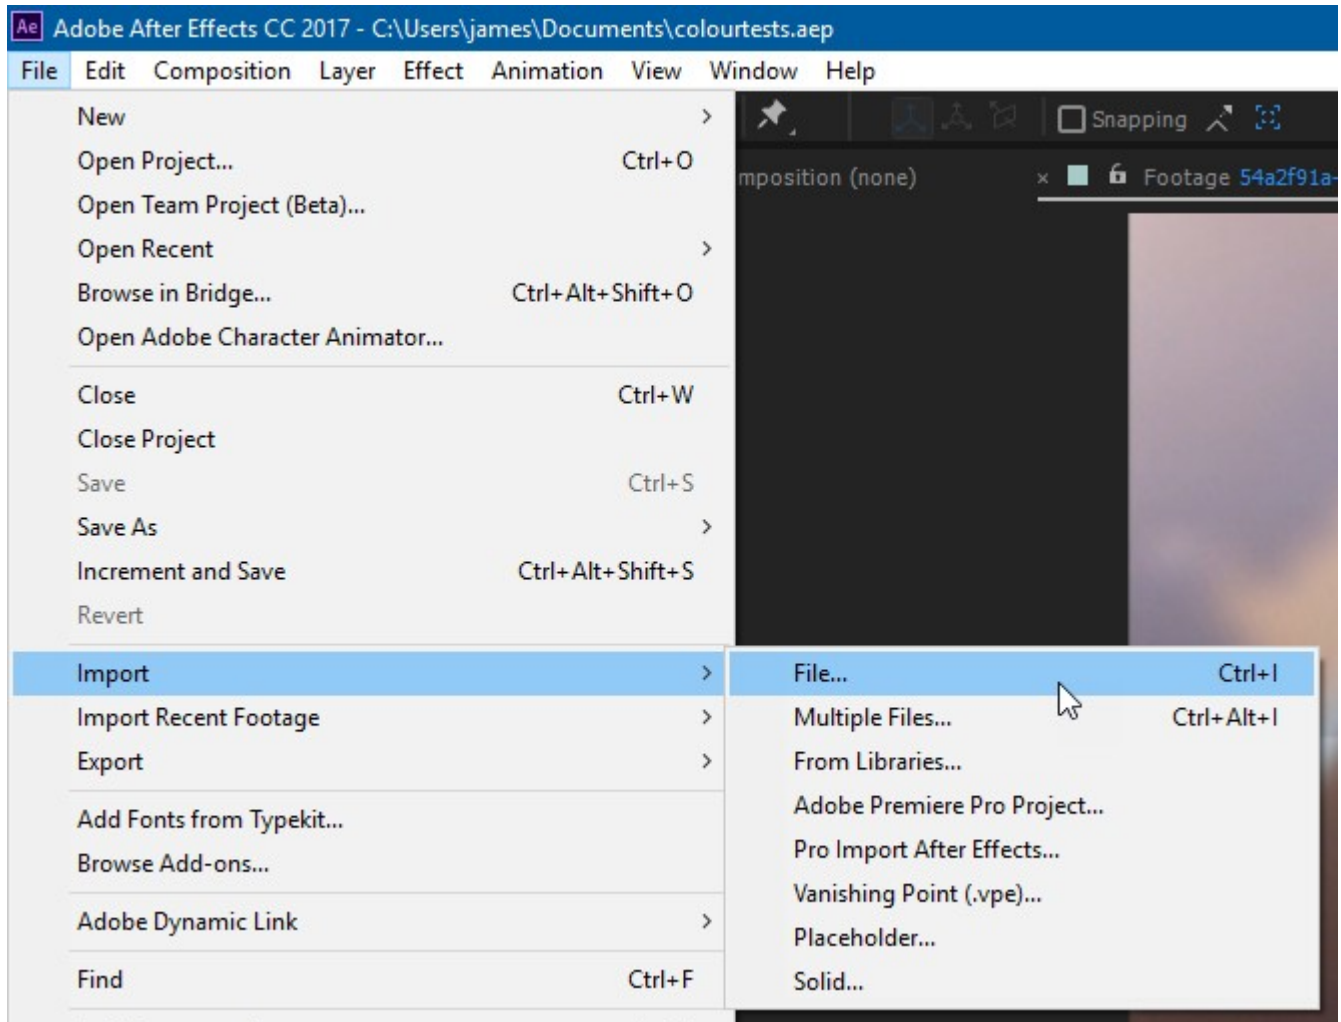 Ae Adobe After Effects CC 2017 - C:\Users\james\Documents\colourtests.aep
File Edit Composition Layer Effect Animation View Window Help
New
Snapping
Open Project... Ctrl+O
mposition (none) × Footage 54a2f91a-
Open Team Project (Beta)...
Open Recent
Browse in Bridge... Ctrl+Alt+Shift+O
Open Adobe Character Animator...
Close Ctrl+W
Close Project
Save Ctrl+S
Save As
Increment and Save Ctrl+Alt+Shift+S
Revert
Import
File... Ctrl+I
Import Recent Footage
Multiple Files... Ctrl+Alt+I
Export
From Libraries...
Adobe Premiere Pro Project...
Add Fonts from Typekit...
Pro Import After Effects...
Browse Add-ons...
Vanishing Point (.vpe)...
Adobe Dynamic Link
Placeholder...
Find Ctrl+F
Solid...